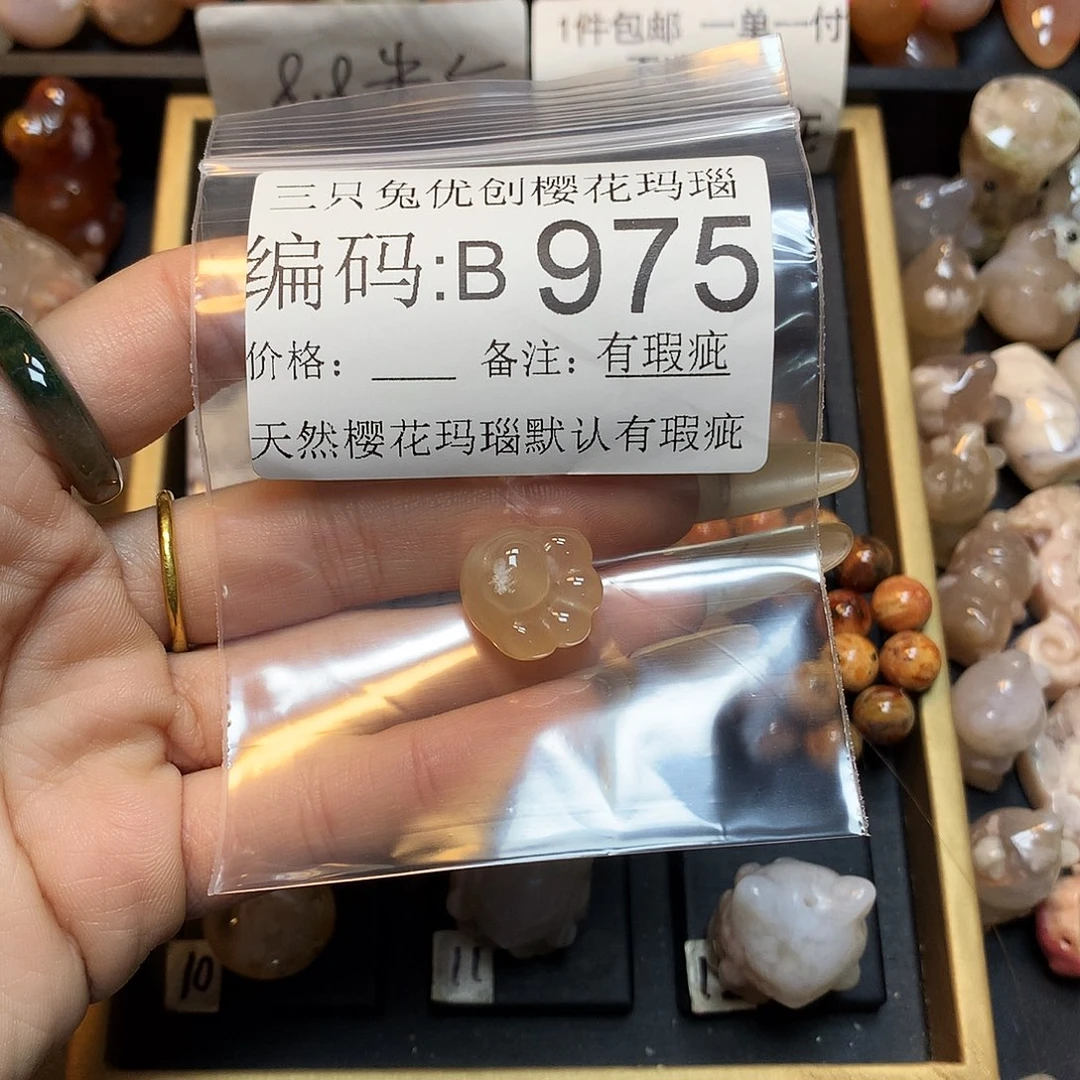 1件包邮 一单一付
三只兔优创樱花玛瑙
编码:B 975
价格：____ 备注：有瑕疵
天然樱花玛瑙默认有瑕疵
10
11